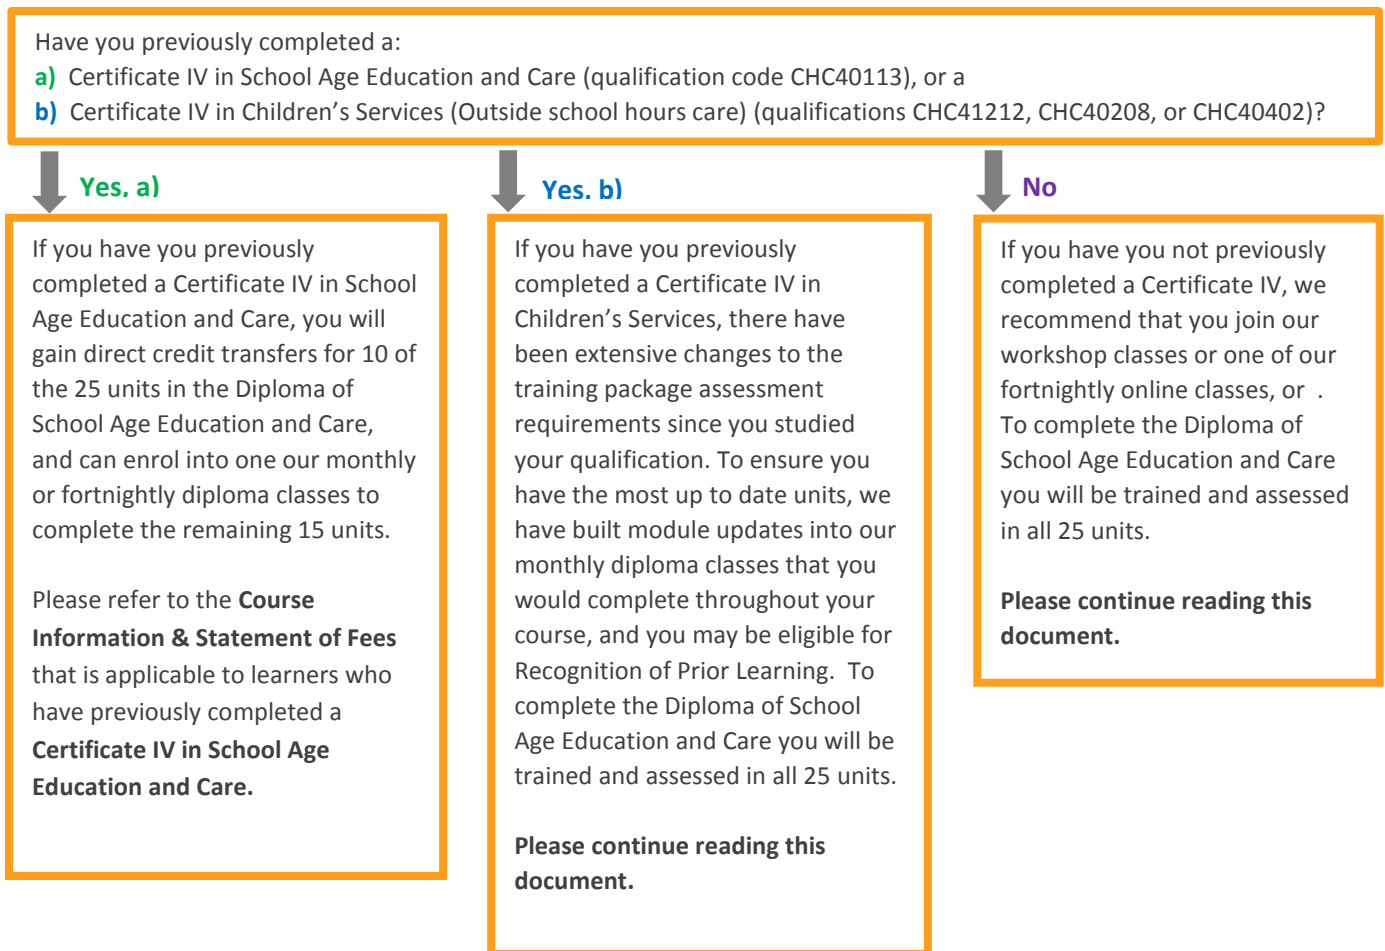 Have you previously completed a:
a) Certificate IV in School Age Education and Care (qualification code CHC40113), or a
b) Certificate IV in Children’s Services (Outside school hours care) (qualifications CHC41212, CHC40208, or CHC40402)?
Yes, a)
If you have you previously
completed a Certificate IV in School
Age Education and Care, you will
gain direct credit transfers for 10 of
the 25 units in the Diploma of
School Age Education and Care,
and can enrol into one our monthly
or fortnightly diploma classes to
complete the remaining 15 units.
Please refer to the Course
Information & Statement of Fees
that is applicable to learners who
have previously completed a
Certificate IV in School Age
Education and Care.
Yes, b)
If you have you previously
completed a Certificate IV in
Children’s Services, there have
been extensive changes to the
training package assessment
requirements since you studied
your qualification. To ensure you
have the most up to date units, we
have built module updates into our
monthly diploma classes that you
would complete throughout your
course, and you may be eligible for
Recognition of Prior Learning. To
complete the Diploma of School
Age Education and Care you will be
trained and assessed in all 25 units.
Please continue reading this
document.
No
If you have you not previously
completed a Certificate IV, we
recommend that you join our
workshop classes or one of our
fortnightly online classes, or .
To complete the Diploma of
School Age Education and Care
you will be trained and assessed
in all 25 units.
Please continue reading this
document.